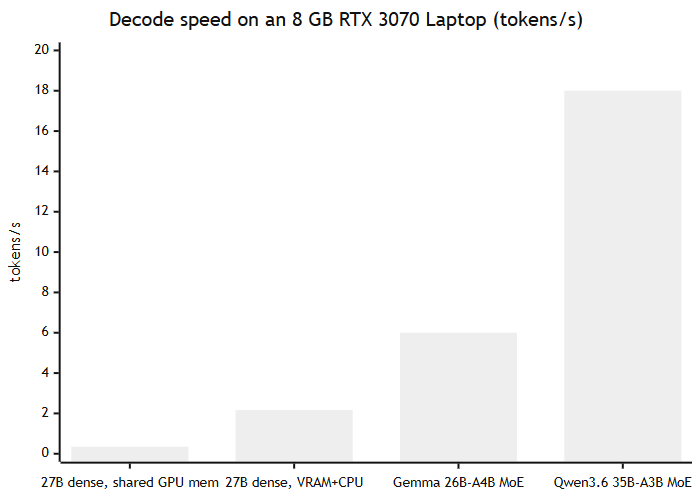 Decode speed on an 8 GB RTX 3070 Laptop (tokens/s)
20
18
16
14
12
10
8
6
4
2
0
tokens/s
27B dense, shared GPU mem
27B dense, VRAM+CPU
Gemma 26B-A4B MoE
Qwen3.6 35B-A3B MoE